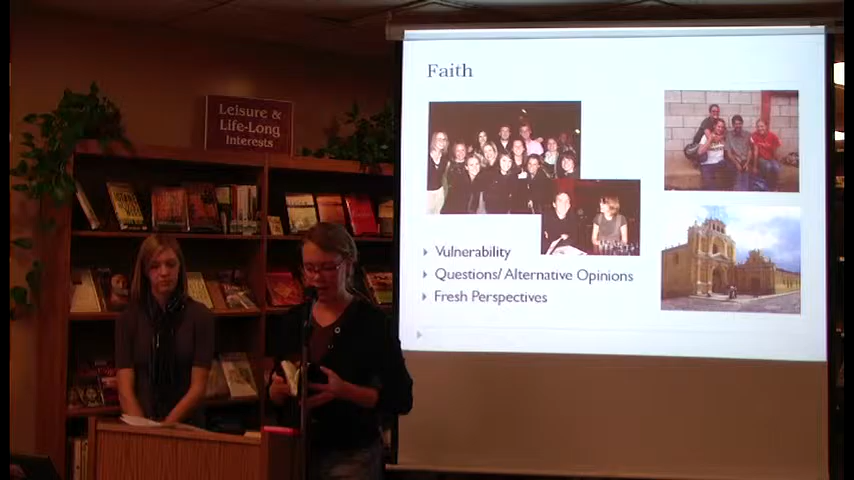 Leisure &
Life-Long
Interests
Faith
Vulnerability
Questions/ Alternative Opinions
Fresh Perspectives